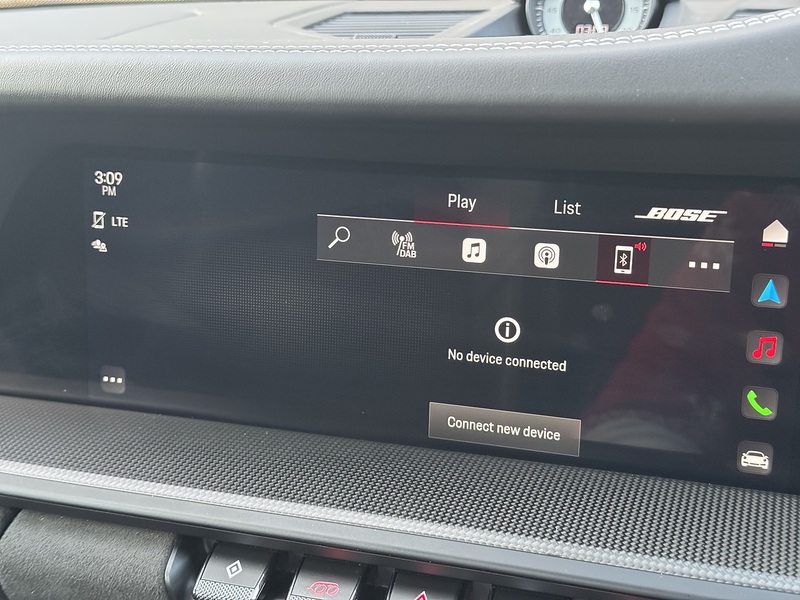 3:09
PM
LTE
Play
List
BOSE
FM
DAB
No device connected
Connect new device